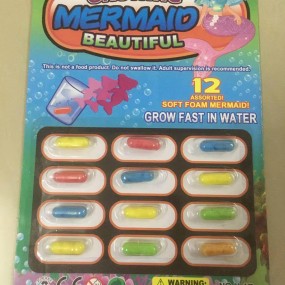 MERMAID
BEAUTIFUL
This is not a food product. Do not swallow it. Adult supervision is recommended.
12
ASSORTED!
SOFT FOAM MERMAID!
GROW FAST IN WATER
WARNING: